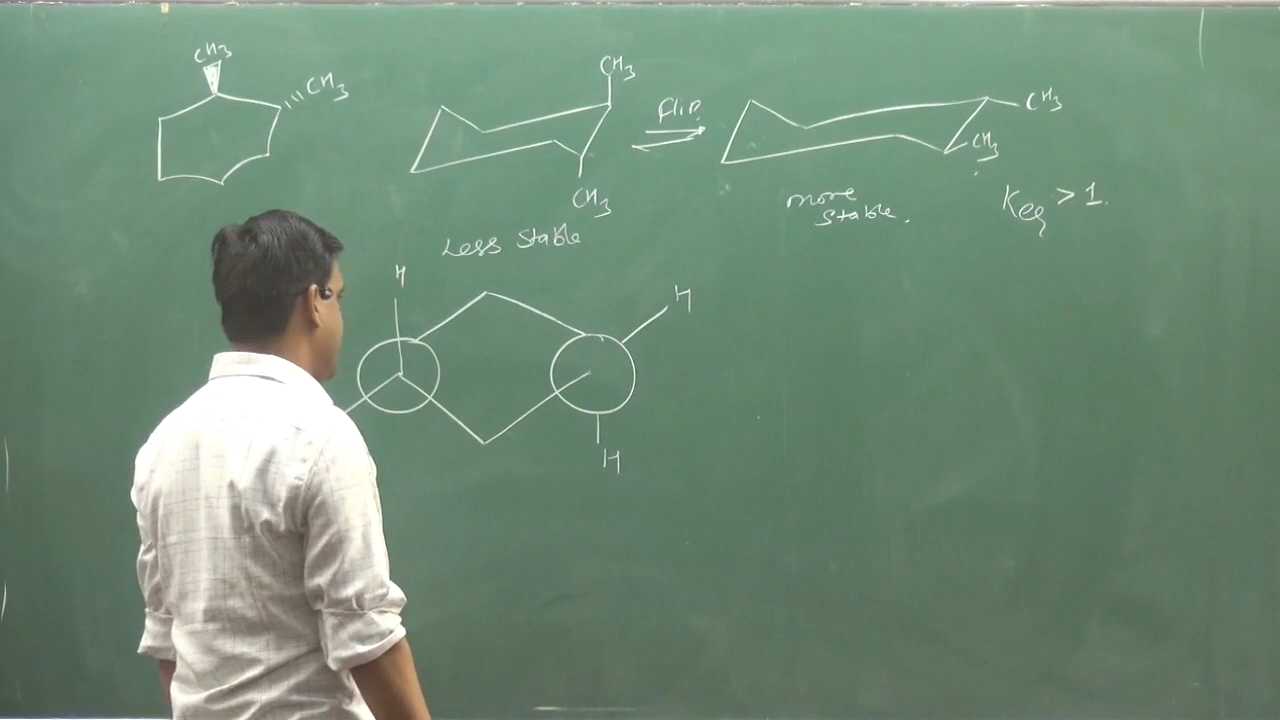 CH3
CH3
CH3
CH3
Flip
CH3
CH3
Less stable
more
stable.
Keq > 1.
H
H
H